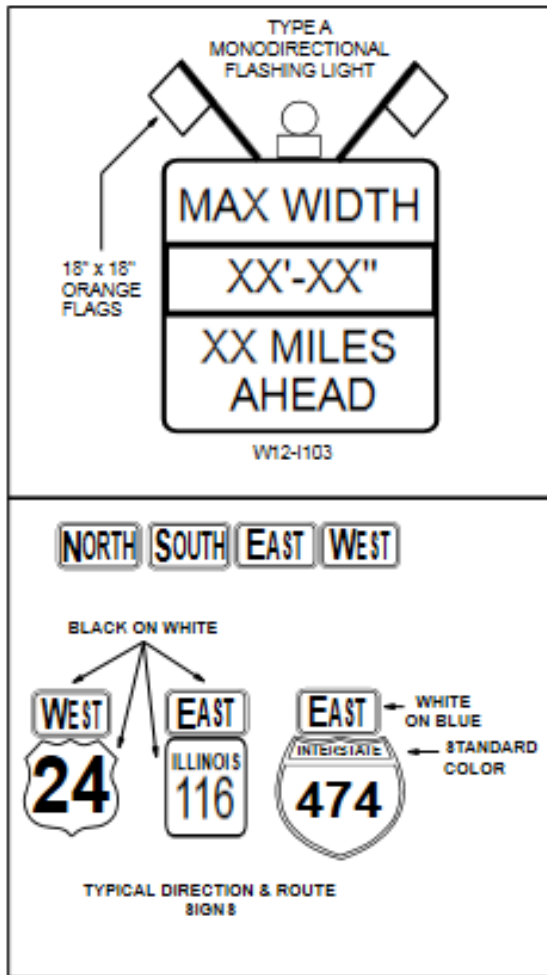 TYPE A
MONODIRECTIONAL
FLASHING LIGHT
MAX WIDTH
18" x 18"
ORANGE
FLAGS
XX'-XX"
XX MILES
AHEAD
W12-I103
NORTH SOUTH EAST WEST
BLACK ON WHITE
WEST EAST EAST
WHITE
ON BLUE
24
ILLINOIS
116
INTERSTATE
474
STANDARD
COLOR
TYPICAL DIRECTION & ROUTE
SIGNS